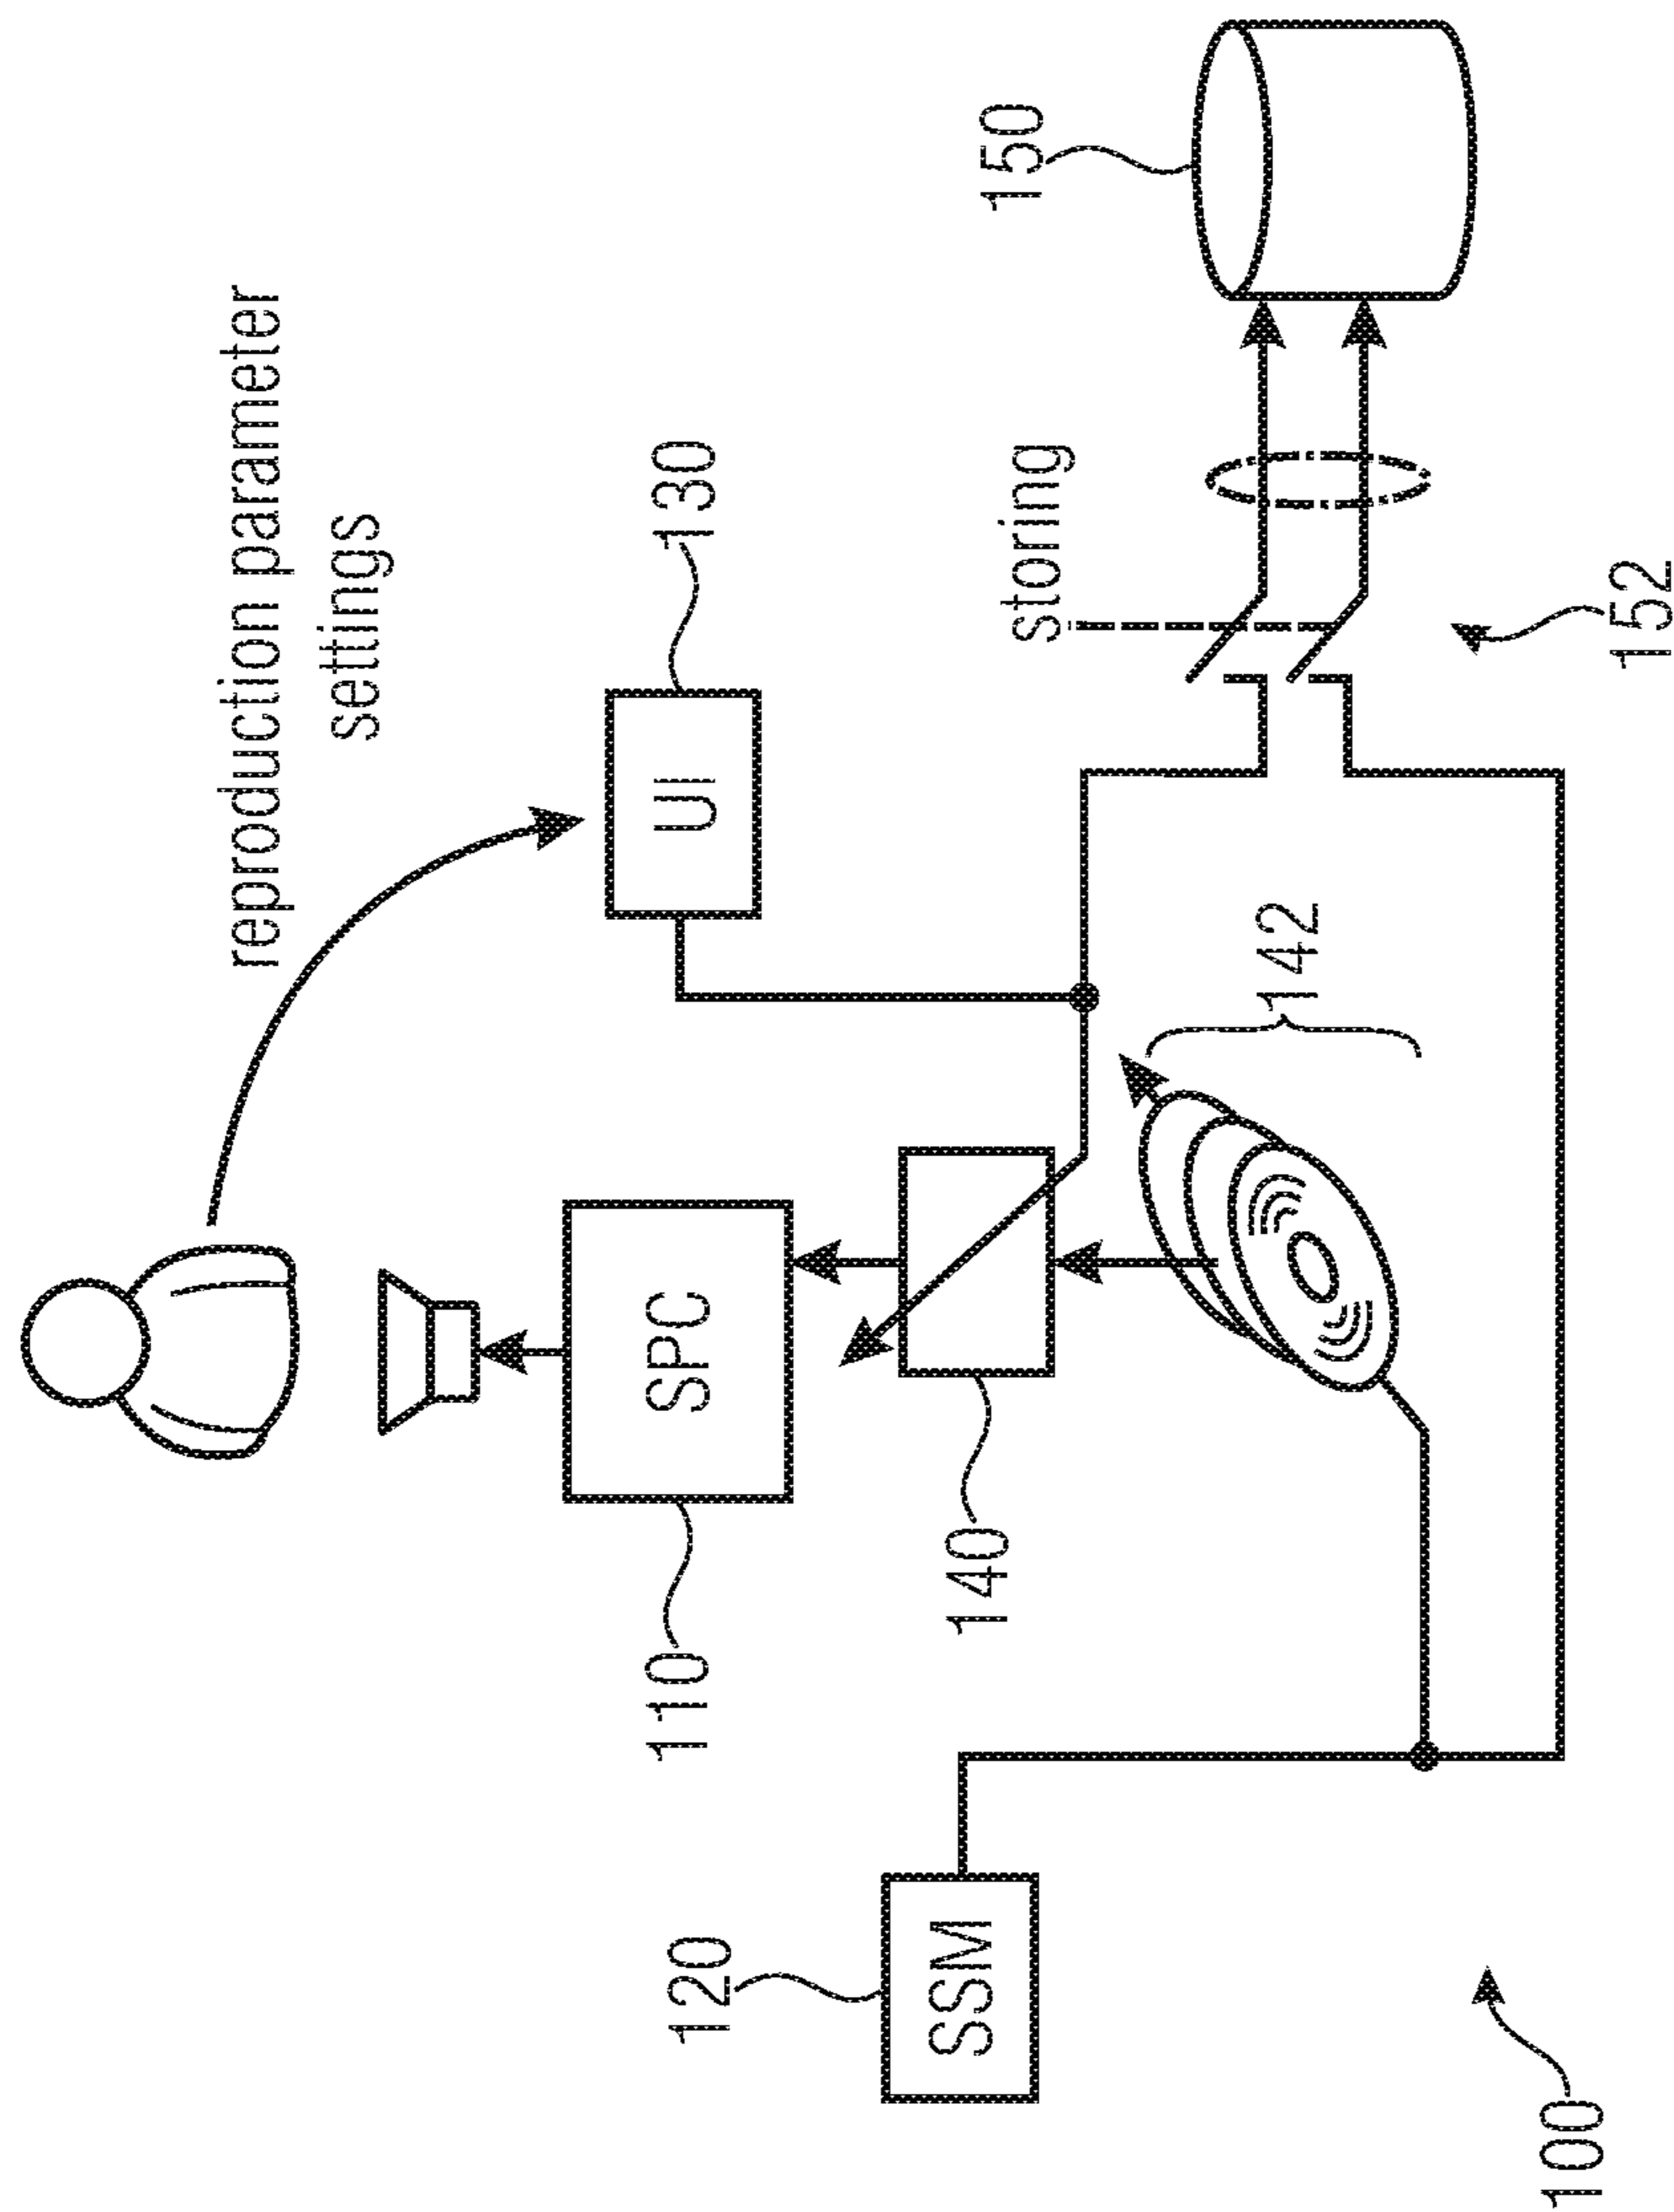 reproduction parameter
settings
110
SPC
130
UI
120
SSM
140
142
storing
150
152
100